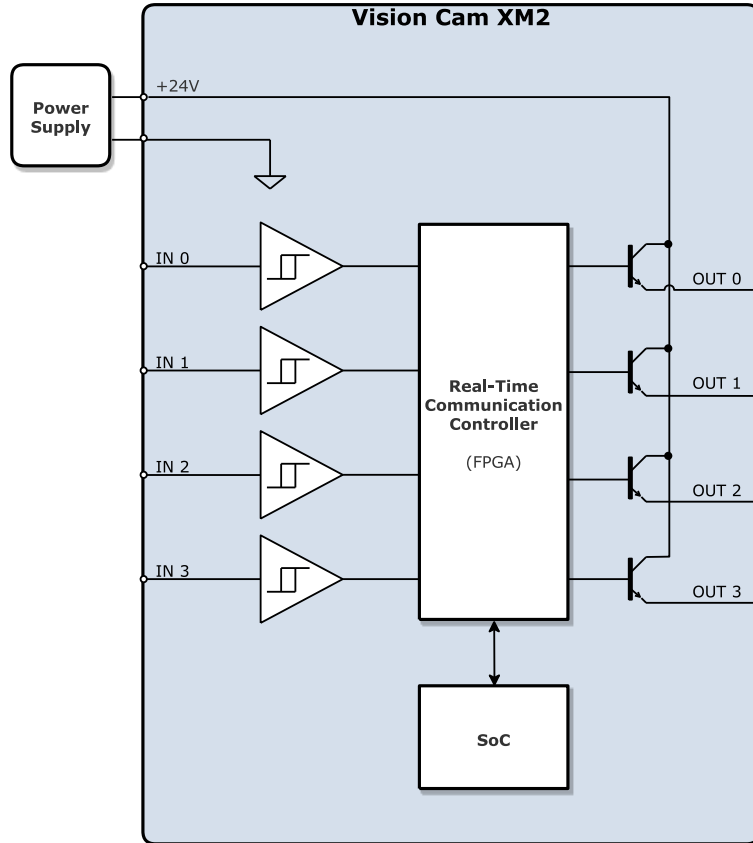 Vision Cam XM2
+24V
Power
Supply
IN 0
OUT 0
IN 1
OUT 1
Real-Time
Communication
Controller
(FPGA)
IN 2
OUT 2
IN 3
OUT 3
SoC